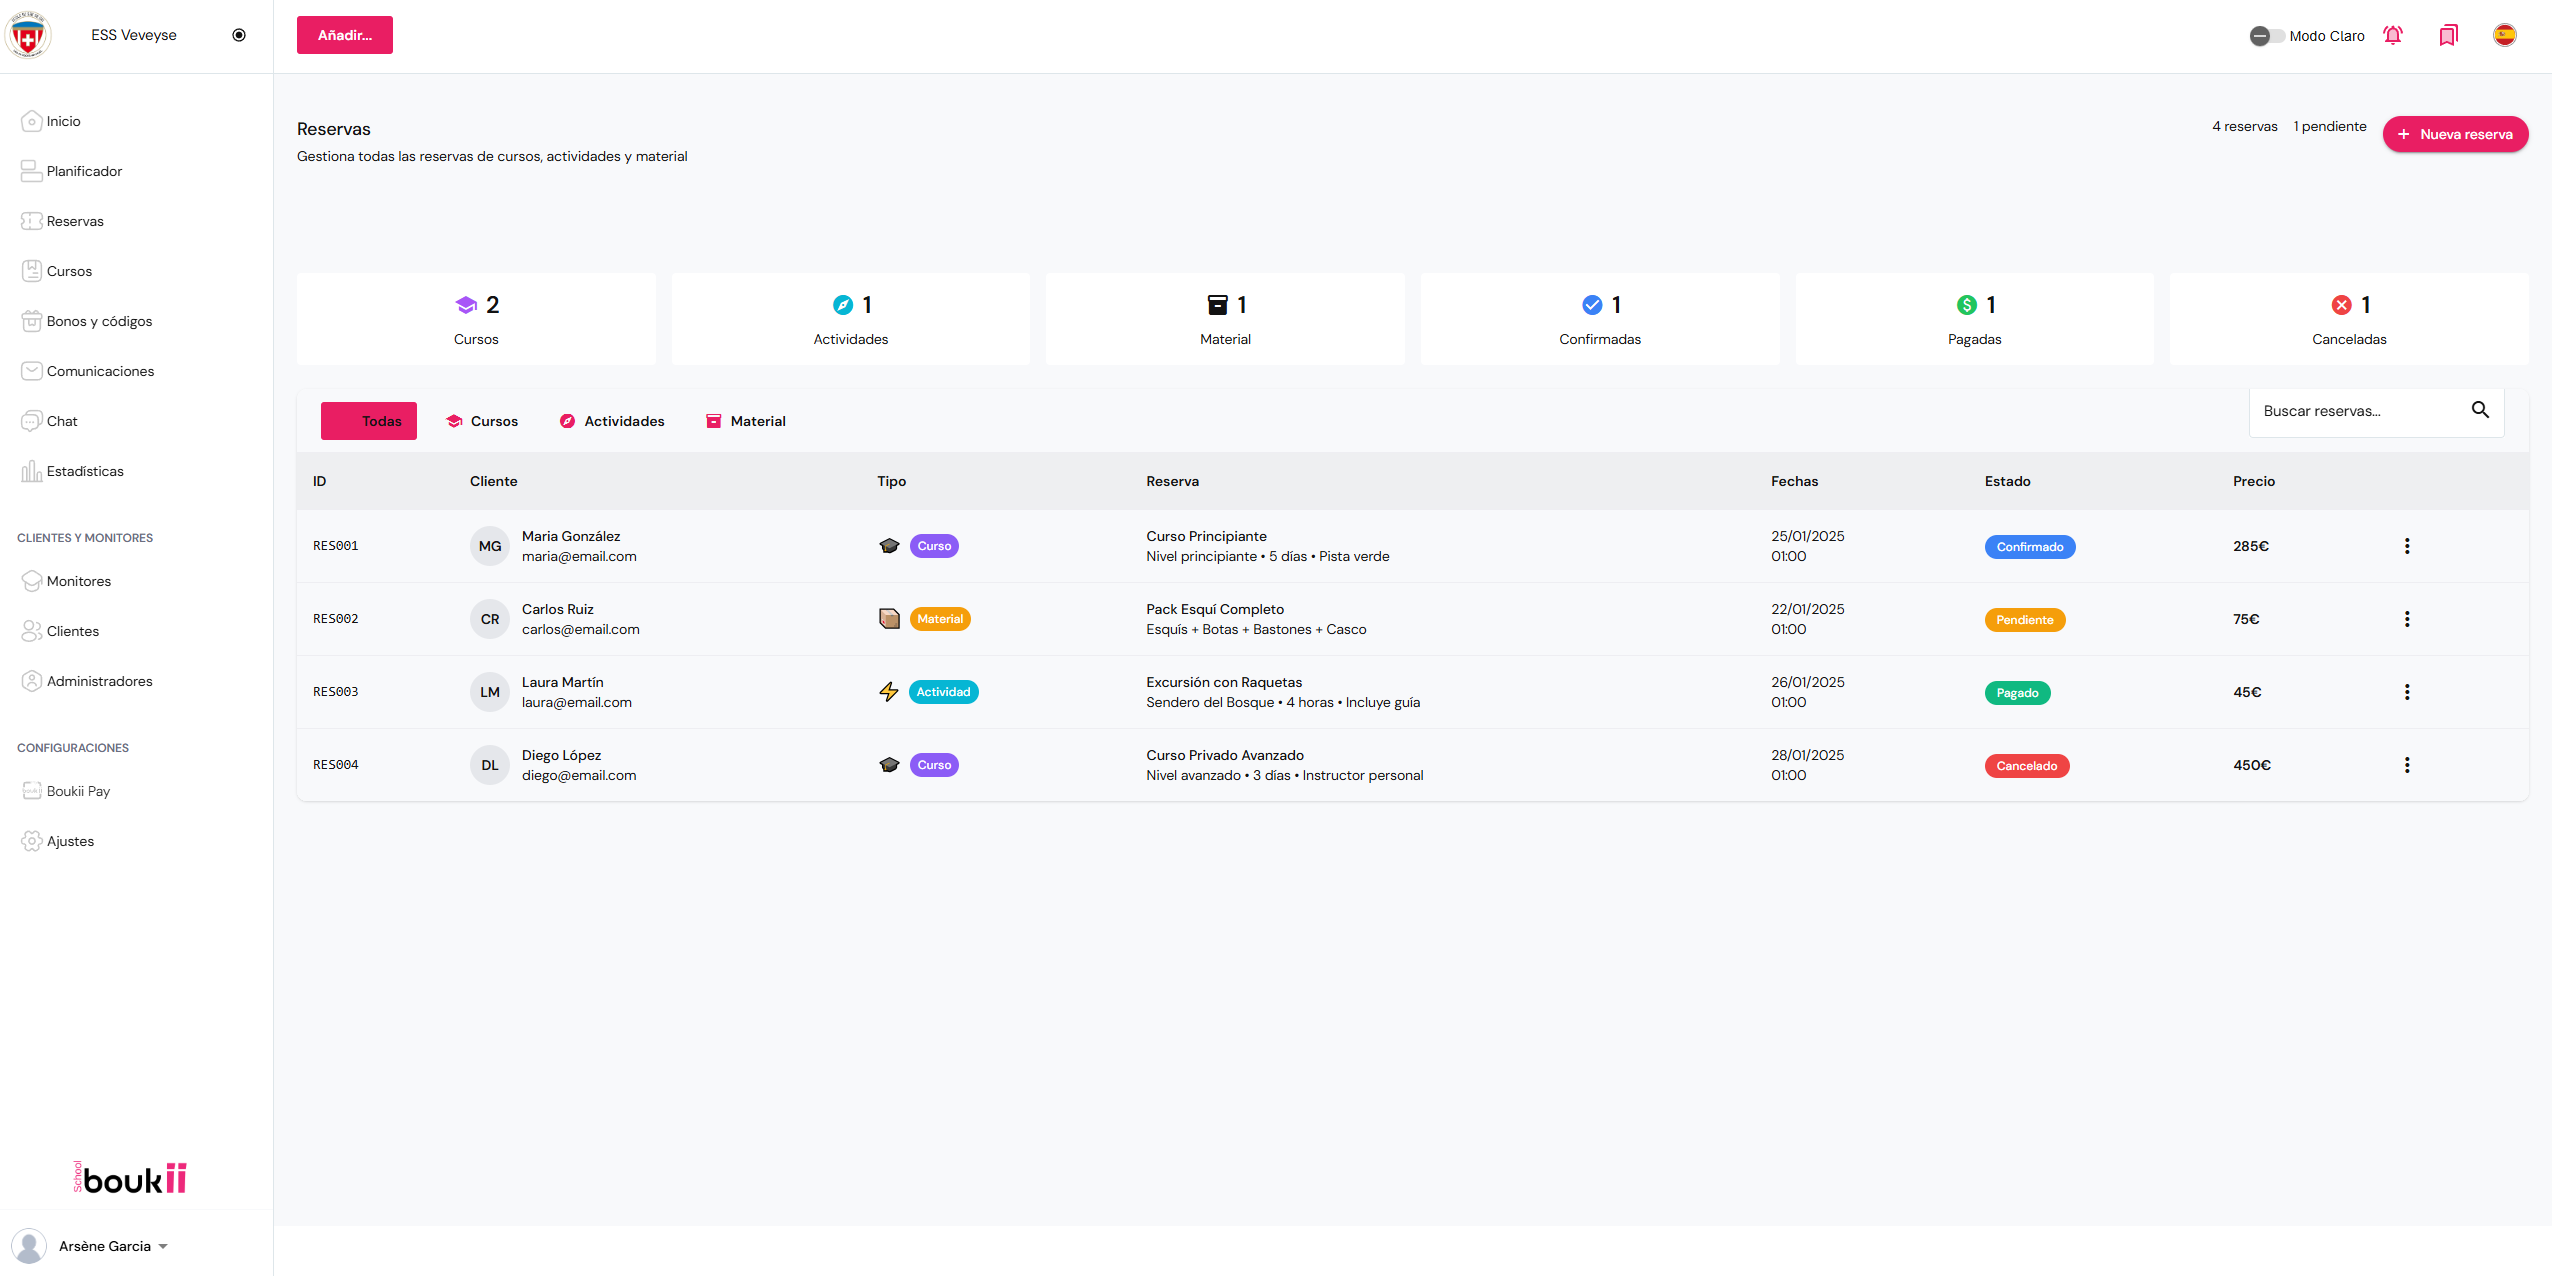 ESS Veveyse
Añadir...
Modo Claro
Inicio
Planificador
Reservas
Cursos
Bonos y códigos
Comunicaciones
Chat
Estadísticas
CLIENTES Y MONITORES
Monitores
Clientes
Administradores
CONFIGURACIONES
Boukii Pay
Ajustes
School
boukii
Arsène Garcia
Reservas
Gestiona todas las reservas de cursos, actividades y material
4 reservas 1 pendiente
+ Nueva reserva
2
Cursos
1
Actividades
1
Material
1
Confirmadas
1
Pagadas
1
Canceladas
Todas Cursos Actividades Material
Buscar reservas...
ID Cliente Tipo Reserva Fechas Estado Precio
RES001 MG Maria González Curso Curso Principiante 25/01/2025 Confirmado 285€
maria@email.com Nivel principiante • 5 días • Pista verde 01:00
RES002 CR Carlos Ruiz Material Pack Esquí Completo 22/01/2025 Pendiente 75€
carlos@email.com Esquís + Botas + Bastones + Casco 01:00
RES003 LM Laura Martín Actividad Excursión con Raquetas 26/01/2025 Pagado 45€
laura@email.com Sendero del Bosque • 4 horas • Incluye guía 01:00
RES004 DL Diego López Curso Curso Privado Avanzado 28/01/2025 Cancelado 450€
diego@email.com Nivel avanzado • 3 días • Instructor personal 01:00